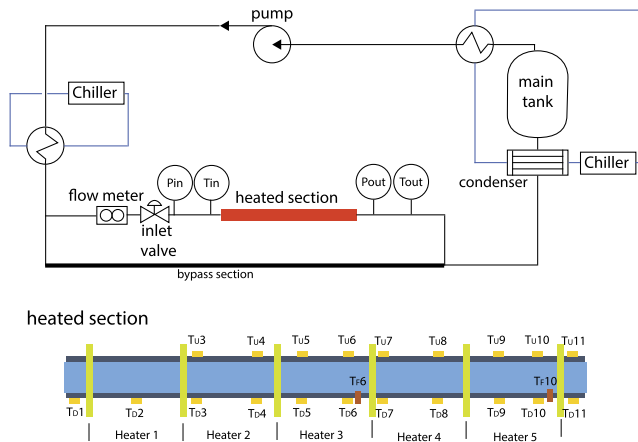 pump
Chiller
main
tank
Pin
Tin
Pout
Tout
condenser
Chiller
flow meter
heated section
inlet
valve
bypass section
heated section
TU3
TU4
TU5
TU6
TU7
TU8
TU9
TU10
TU11
TF6
TF10
TD1
TD2
TD3
TD4
TD5
TD6
TD7
TD8
TD9
TD10
TD11
Heater 1
Heater 2
Heater 3
Heater 4
Heater 5